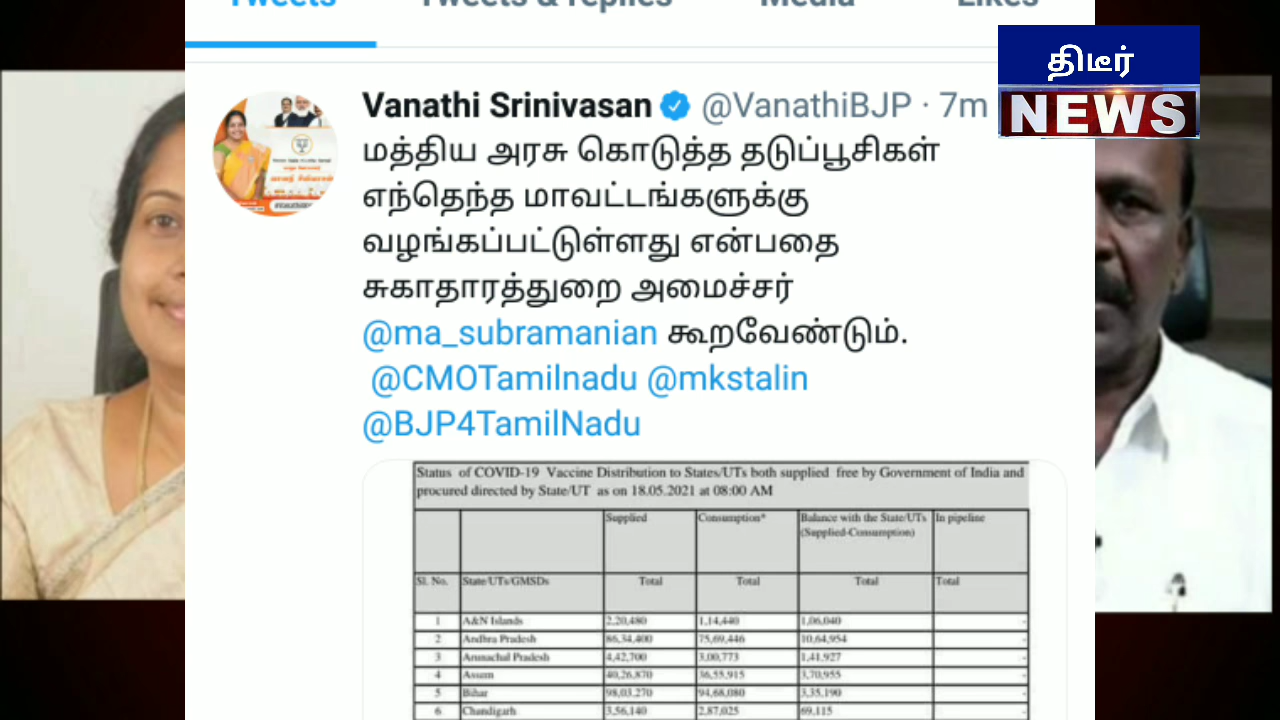 Tweets Tweets & replies Media Likes
திடீர்
NEWS
Vanathi Srinivasan @VanathiBJP · 7m
மத்திய அரசு கொடுத்த தடுப்பூசிகள்
எந்தெந்த மாவட்டங்களுக்கு
வழங்கப்பட்டுள்ளது என்பதை
சுகாதாரத்துறை அமைச்சர்
@ma_subramanian கூறவேண்டும்.
@CMOTamilnadu @mkstalin
@BJP4TamilNadu
Status of COVID-19 Vaccine Distribution to States/UTs both supplied free by Government of India and
procured directed by State/UT as on 18.05.2021 at 08:00 AM
Supplied Consumption* Balance with the State/UTs In pipeline
(Supplied-Consumption)
Sl. No. State/UTs/GMSDs Total Total Total Total
1 A&N Islands 2,20,480 1,14,440 1,06,040 -
2 Andhra Pradesh 86,34,400 75,69,446 10,64,954 -
3 Arunachal Pradesh 4,42,700 3,00,773 1,41,927 -
4 Assam 40,26,870 36,55,915 3,70,955 -
5 Bihar 98,03,270 94,68,080 3,35,190 -
6 Chandigarh 3,56,140 2,87,025 69,115 -